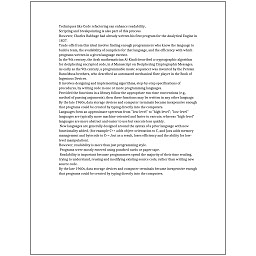 Techniques like Code refactoring can enhance readability.
Scripting and breakpointing is also part of this process.
However, Charles Babbage had already written his first program for the Analytical Engine in
1837.
Trade-offs from this ideal involve finding enough programmers who know the language to
build a team, the availability of compilers for that language, and the efficiency with which
programs written in a given language execute.
In the 9th century, the Arab mathematician Al-Kindi described a cryptographic algorithm
for deciphering encrypted code, in A Manuscript on Deciphering Cryptographic Messages.
As early as the 9th century, a programmable music sequencer was invented by the Persian
Banu Musa brothers, who described an automated mechanical flute player in the Book of
Ingenious Devices.
It involves designing and implementing algorithms, step-by-step specifications of
procedures, by writing code in one or more programming languages.
Provided the functions in a library follow the appropriate run-time conventions (e.g.,
method of passing arguments), then these functions may be written in any other language.
By the late 1960s, data storage devices and computer terminals became inexpensive enough
that programs could be created by typing directly into the computers.
Languages form an approximate spectrum from "low-level" to "high-level"; "low-level"
languages are typically more machine-oriented and faster to execute, whereas "high-level"
languages are more abstract and easier to use but execute less quickly.
New languages are generally designed around the syntax of a prior language with new
functionality added, (for example C++ adds object-orientation to C, and Java adds memory
management and bytecode to C++, but as a result, loses efficiency and the ability for low-
level manipulation).
However, readability is more than just programming style.
Programs were mostly entered using punched cards or paper tape.
Readability is important because programmers spend the majority of their time reading,
trying to understand, reusing and modifying existing source code, rather than writing new
source code.
By the late 1960s, data storage devices and computer terminals became inexpensive enough
that programs could be created by typing directly into the computers.